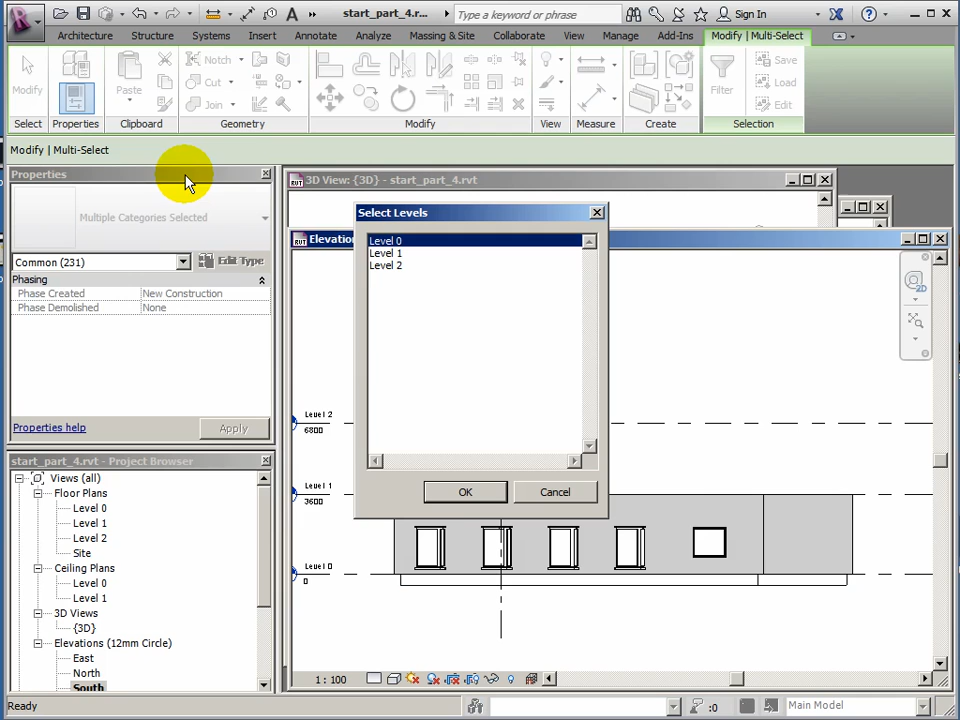 start_part_4.r...
Type a keyword or phrase
Sign In
Architecture Structure Systems Insert Annotate Analyze Massing & Site Collaborate View Manage Add-Ins Modify | Multi-Select
Modify
Paste
Notch
Cut
Join
Filter
Save
Load
Edit
Select Properties Clipboard Geometry Modify View Measure Create Selection
Modify | Multi-Select
Properties
Multiple Categories Selected
Common (231)
Edit Type
Phasing
Phase Created New Construction
Phase Demolished None
Properties help
Apply
start_part_4.rvt - Project Browser
Views (all)
Floor Plans
Level 0
Level 1
Level 2
Site
Ceiling Plans
Level 0
Level 1
3D Views
{3D}
Elevations (12mm Circle)
East
North
South
3D View: {3D} - start_part_4.rvt
Elevation
Select Levels
Level 0
Level 1
Level 2
OK
Cancel
2D
Level 2
6800
Level 1
3600
Level 0
0
1 : 100
Ready
:0
Main Model